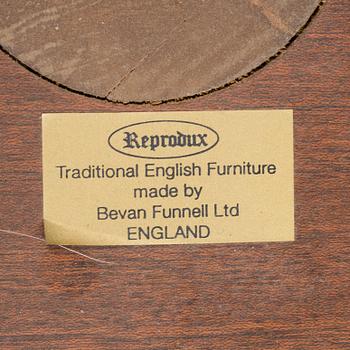 Reprodux
Traditional English Furniture
made by
Bevan Funnell Ltd
ENGLAND